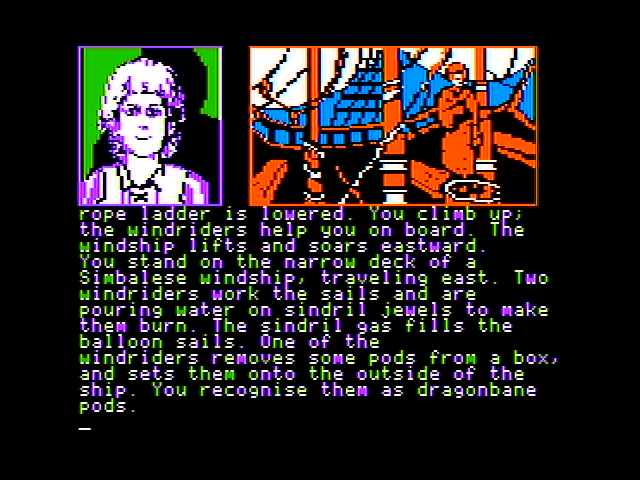 rope ladder is lowered. You climb up;
the windriders help you on board. The
windship lifts and soars eastward.
You stand on the narrow deck of a
Simbalese windship, traveling east. Two
windriders work the sails and are
pouring water on sindril jewels to make
them burn. The sindril gas fills the
balloon sails. One of the
windriders removes some pods from a box,
and sets them onto the outside of the
ship. You recognise them as dragonbane
pods.